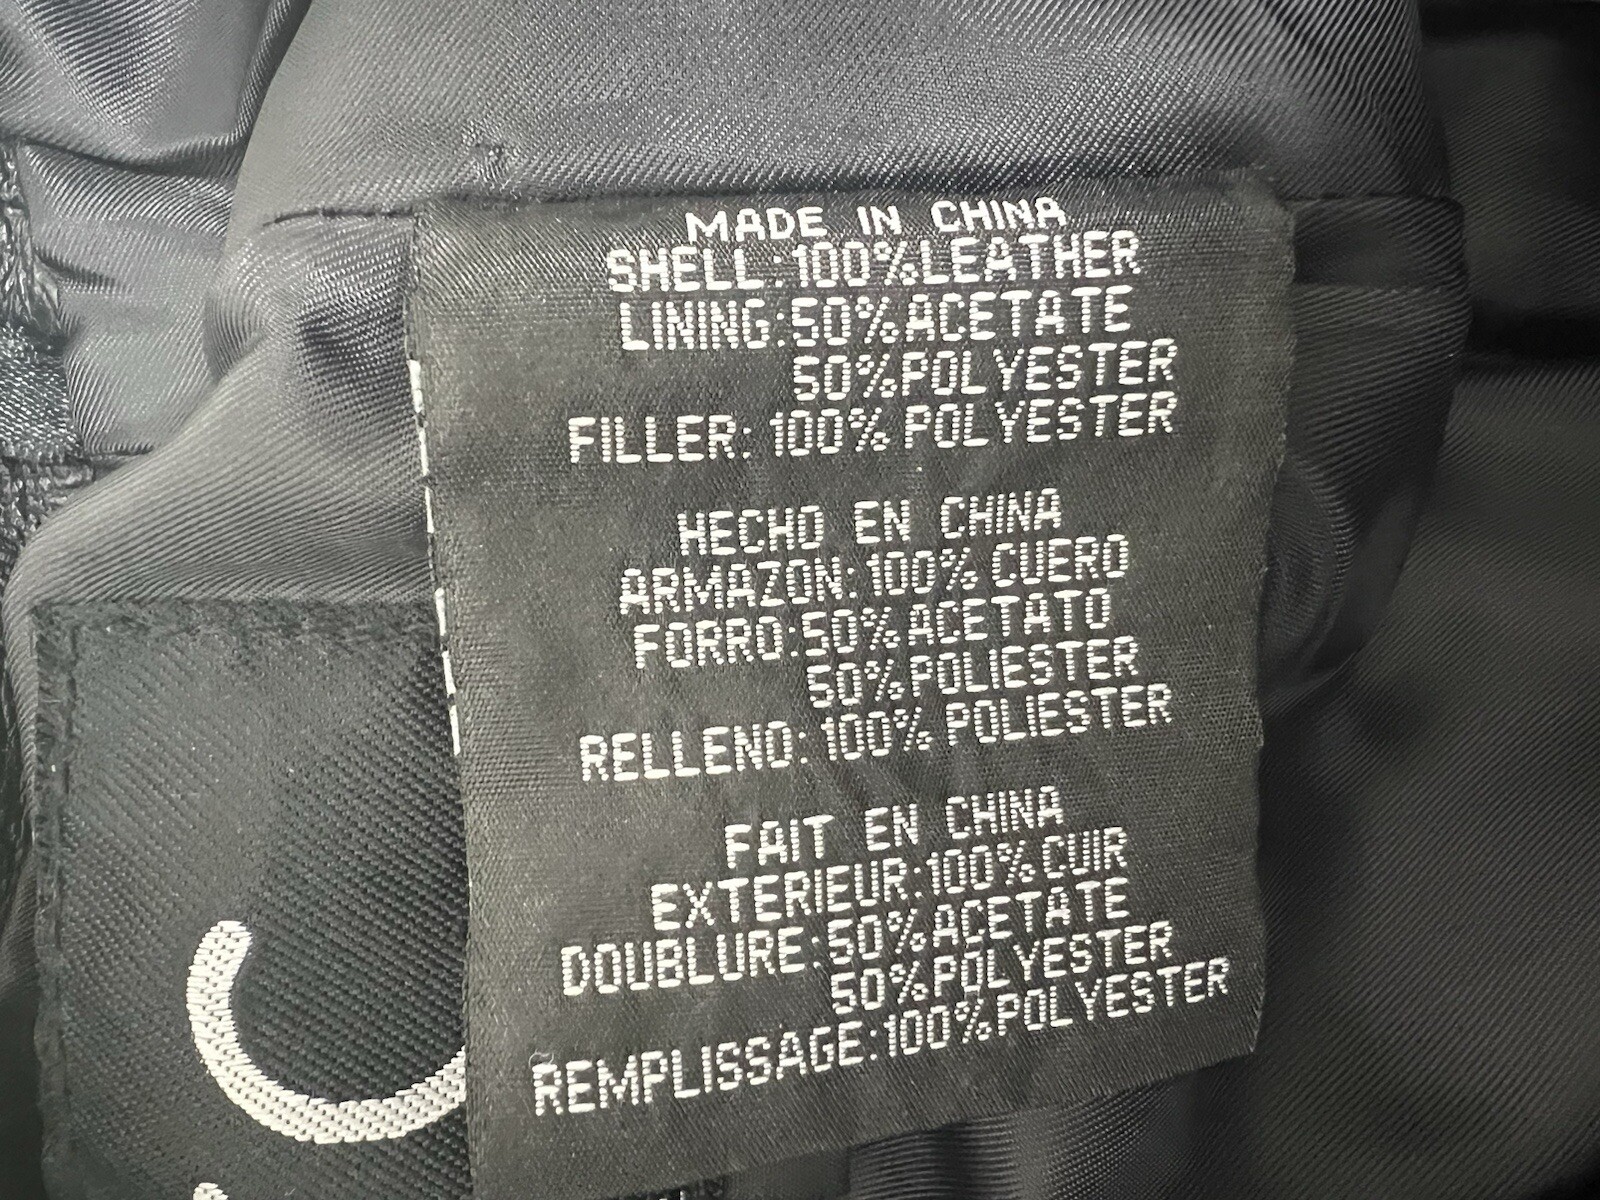 MADE IN CHINA
SHELL:100%LEATHER
LINING:50%ACETATE
50%POLYESTER
FILLER: 100% POLYESTER
HECHO EN CHINA
ARMAZON: 100% CUERO
FORRO:50%ACETATO
50%POLIESTER
RELLENO: 100% POLIESTER
FAIT EN CHINA
EXTERIEUR:100%CUIR
DOUBLURE:50%ACETATE
50%POLYESTER
REMPLISSAGE:100%POLYESTER